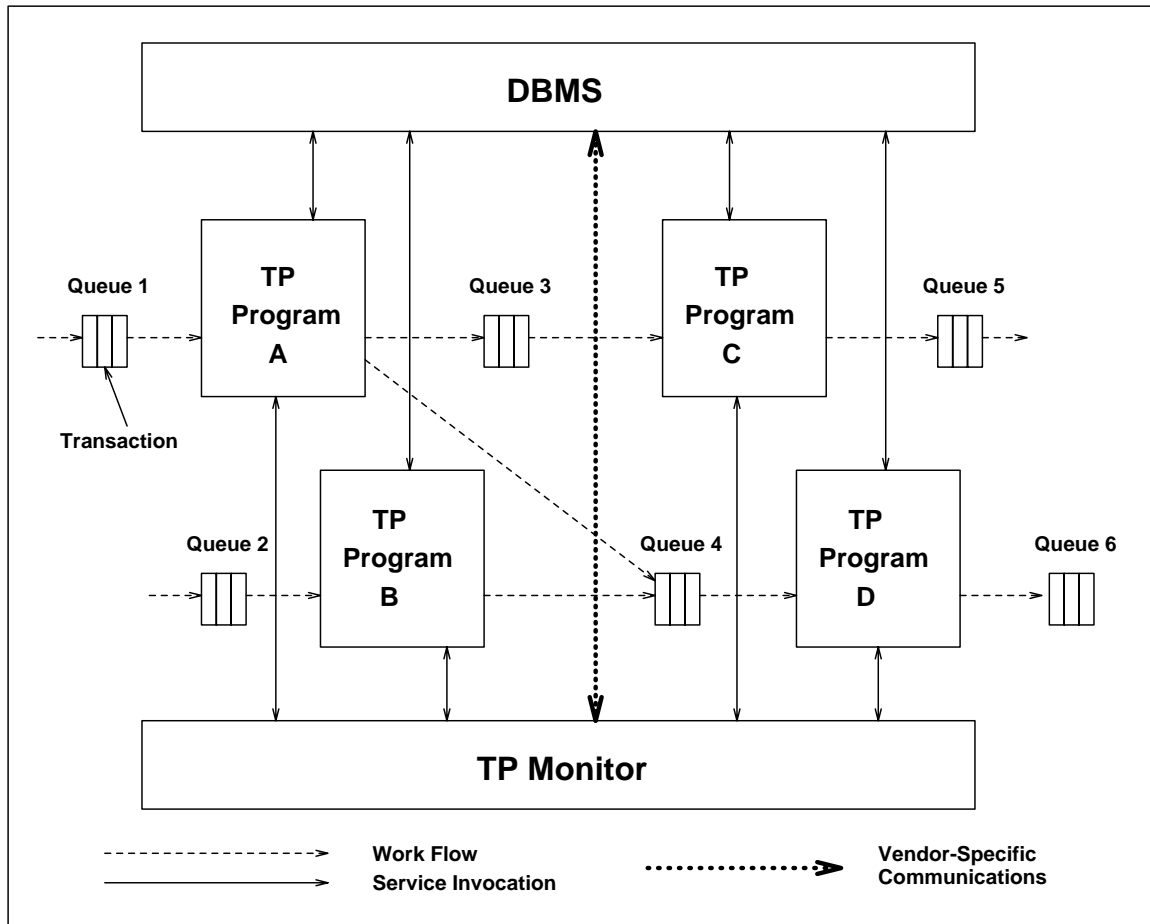 DBMS
TP
Program
A
TP
Program
C
Queue 1
Queue 3
Queue 5
Transaction
TP
Program
B
TP
Program
D
Queue 2
Queue 4
Queue 6
TP Monitor
Work Flow
Service Invocation
Vendor-Specific
Communications